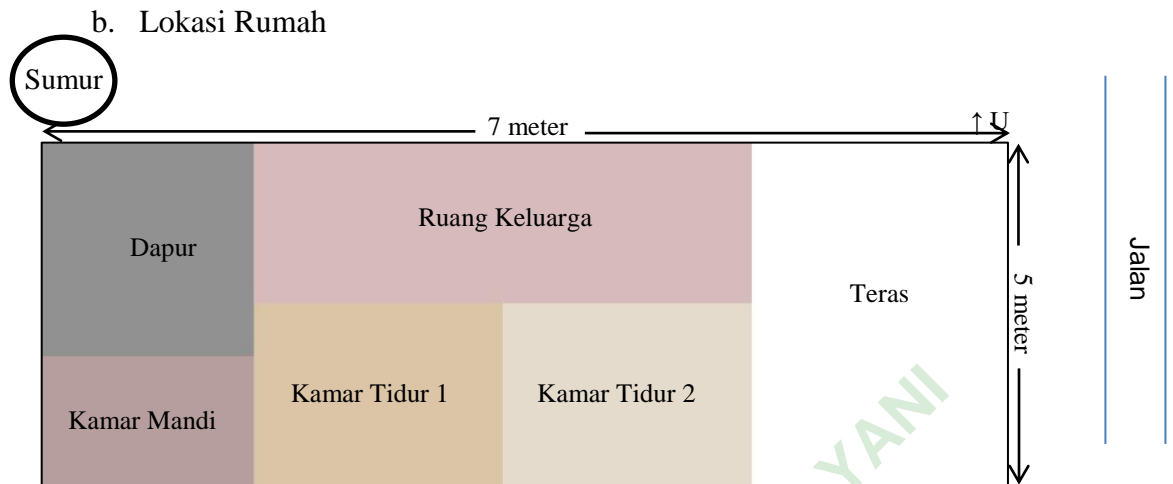 b. Lokasi Rumah
Sumur
7 meter
↑ U
Dapur
Ruang Keluarga
Teras
5 meter
Jalan
Kamar Mandi
Kamar Tidur 1
Kamar Tidur 2
YANI